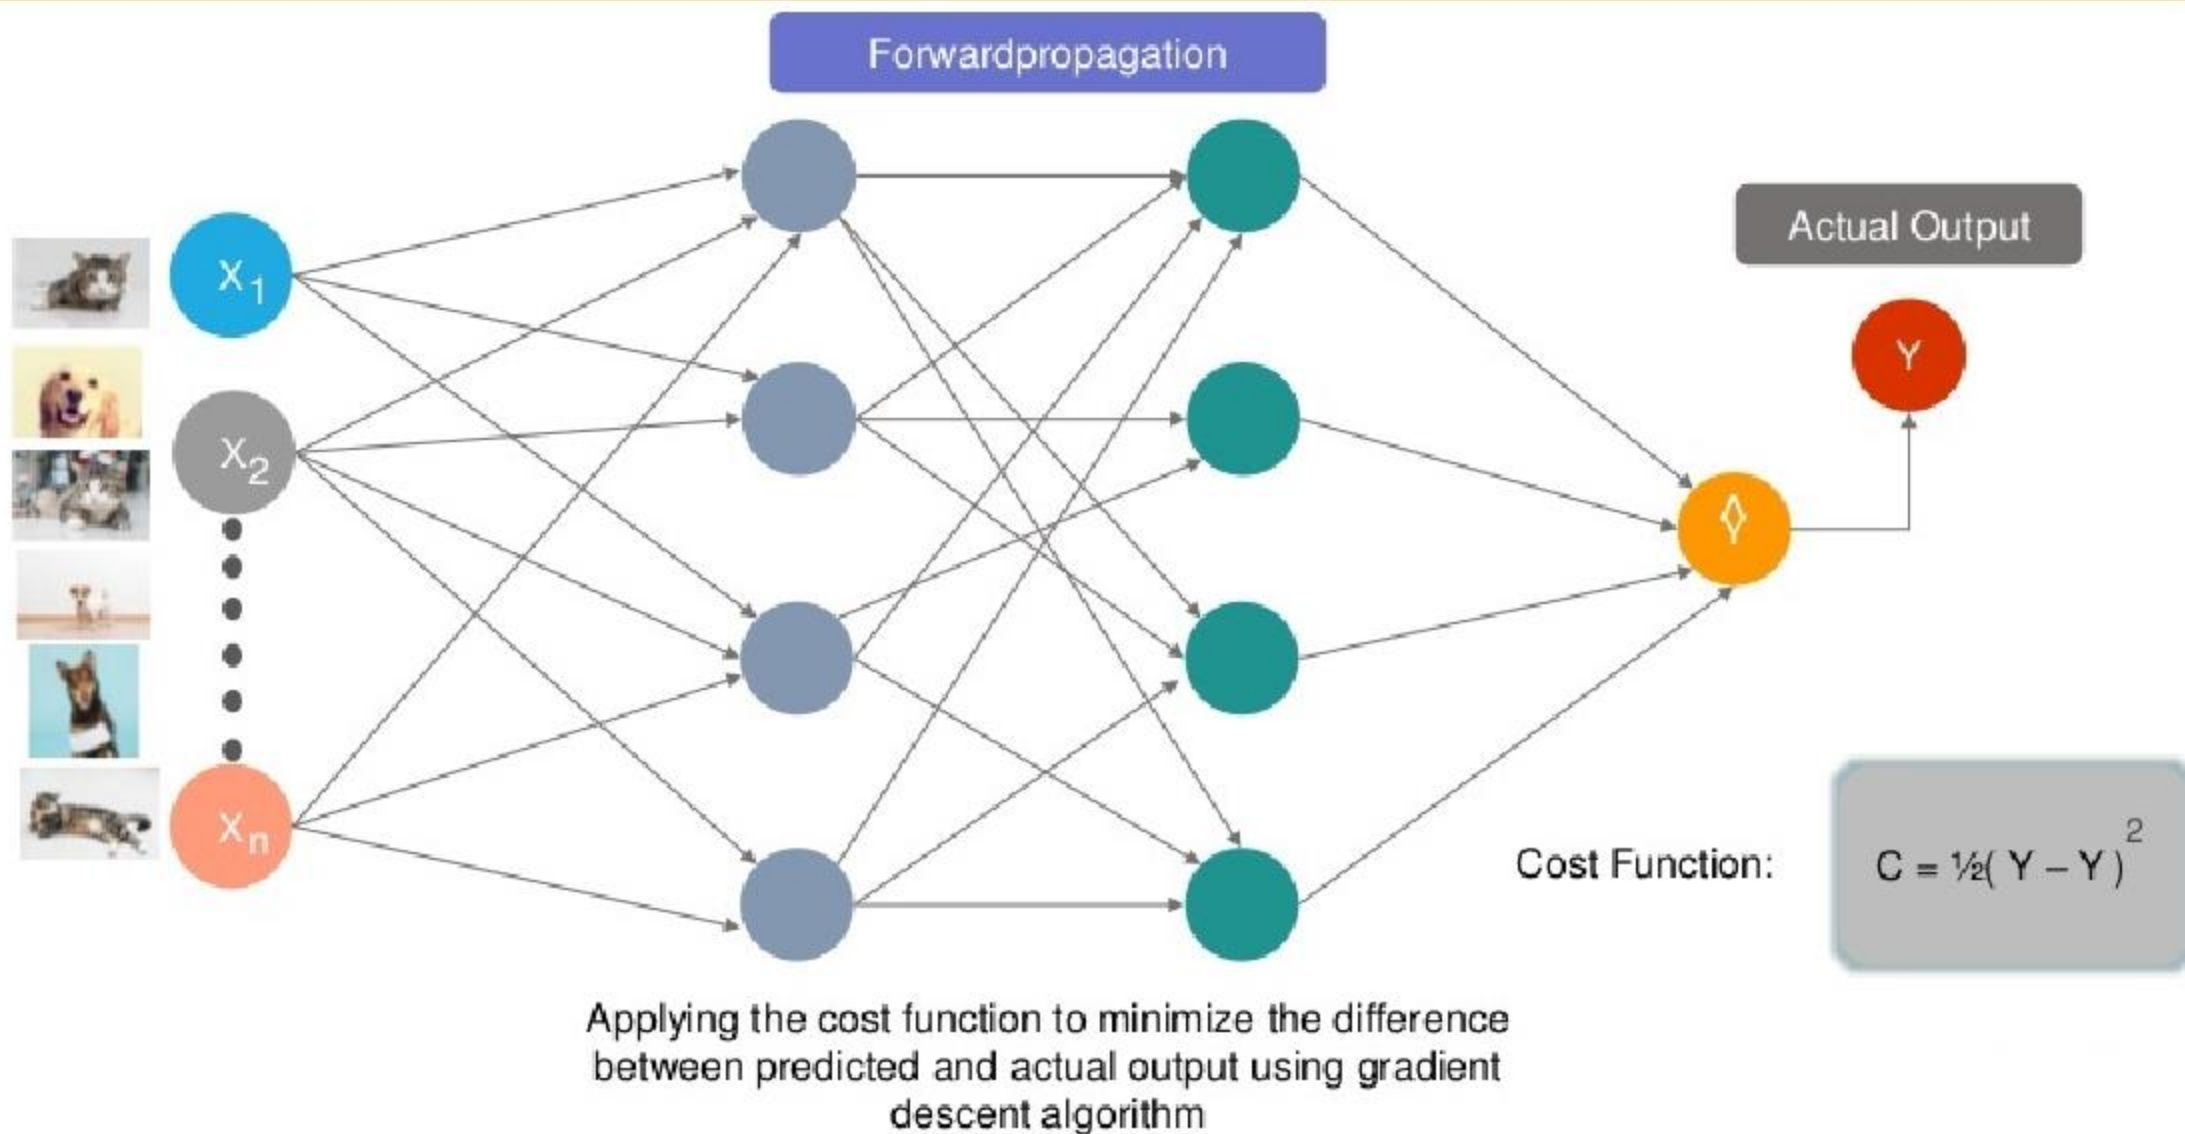 Forwardpropagation
Actual Output
X1
Y
X2
◊
Y
Xn
Cost Function:
C = ½( Y – Y )2
Applying the cost function to minimize the difference
between predicted and actual output using gradient
descent algorithm